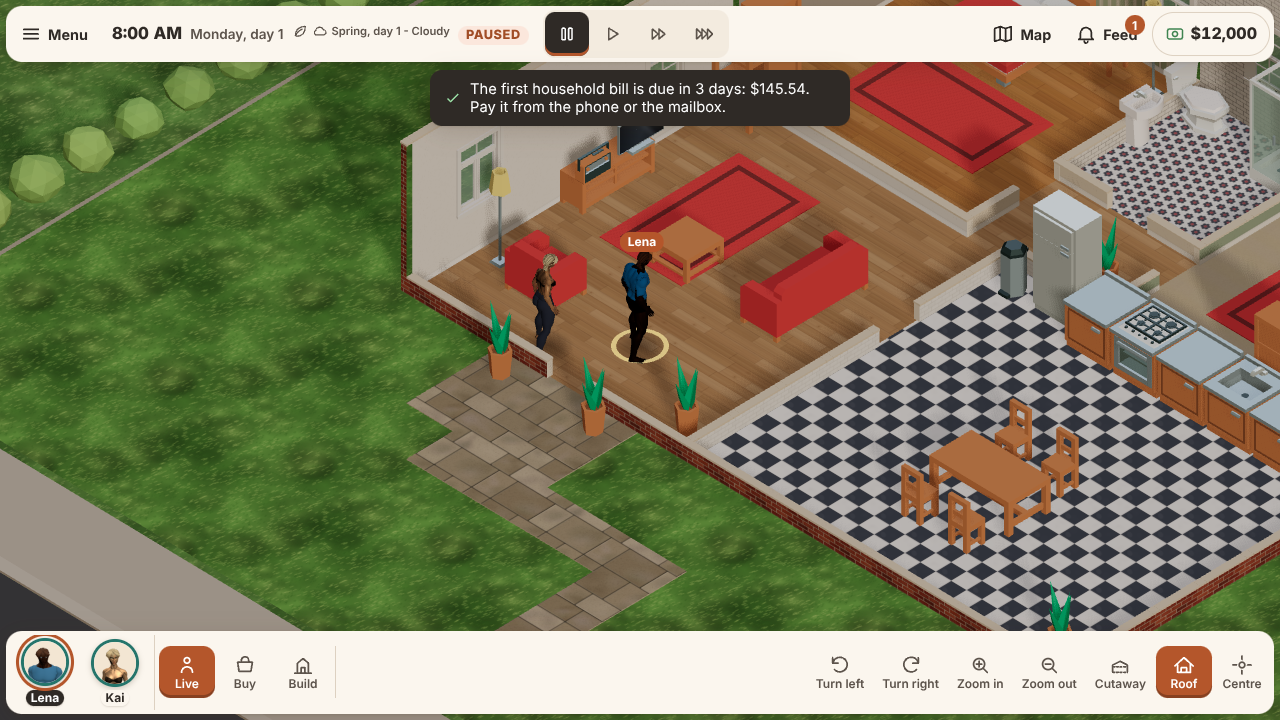 Menu
8:00 AM Monday, day 1
Spring, day 1 - Cloudy
PAUSED
Map
Feed
1
$12,000
The first household bill is due in 3 days: $145.54.
Pay it from the phone or the mailbox.
Lena
Lena
Kai
Live
Buy
Build
Turn left
Turn right
Zoom in
Zoom out
Cutaway
Roof
Centre